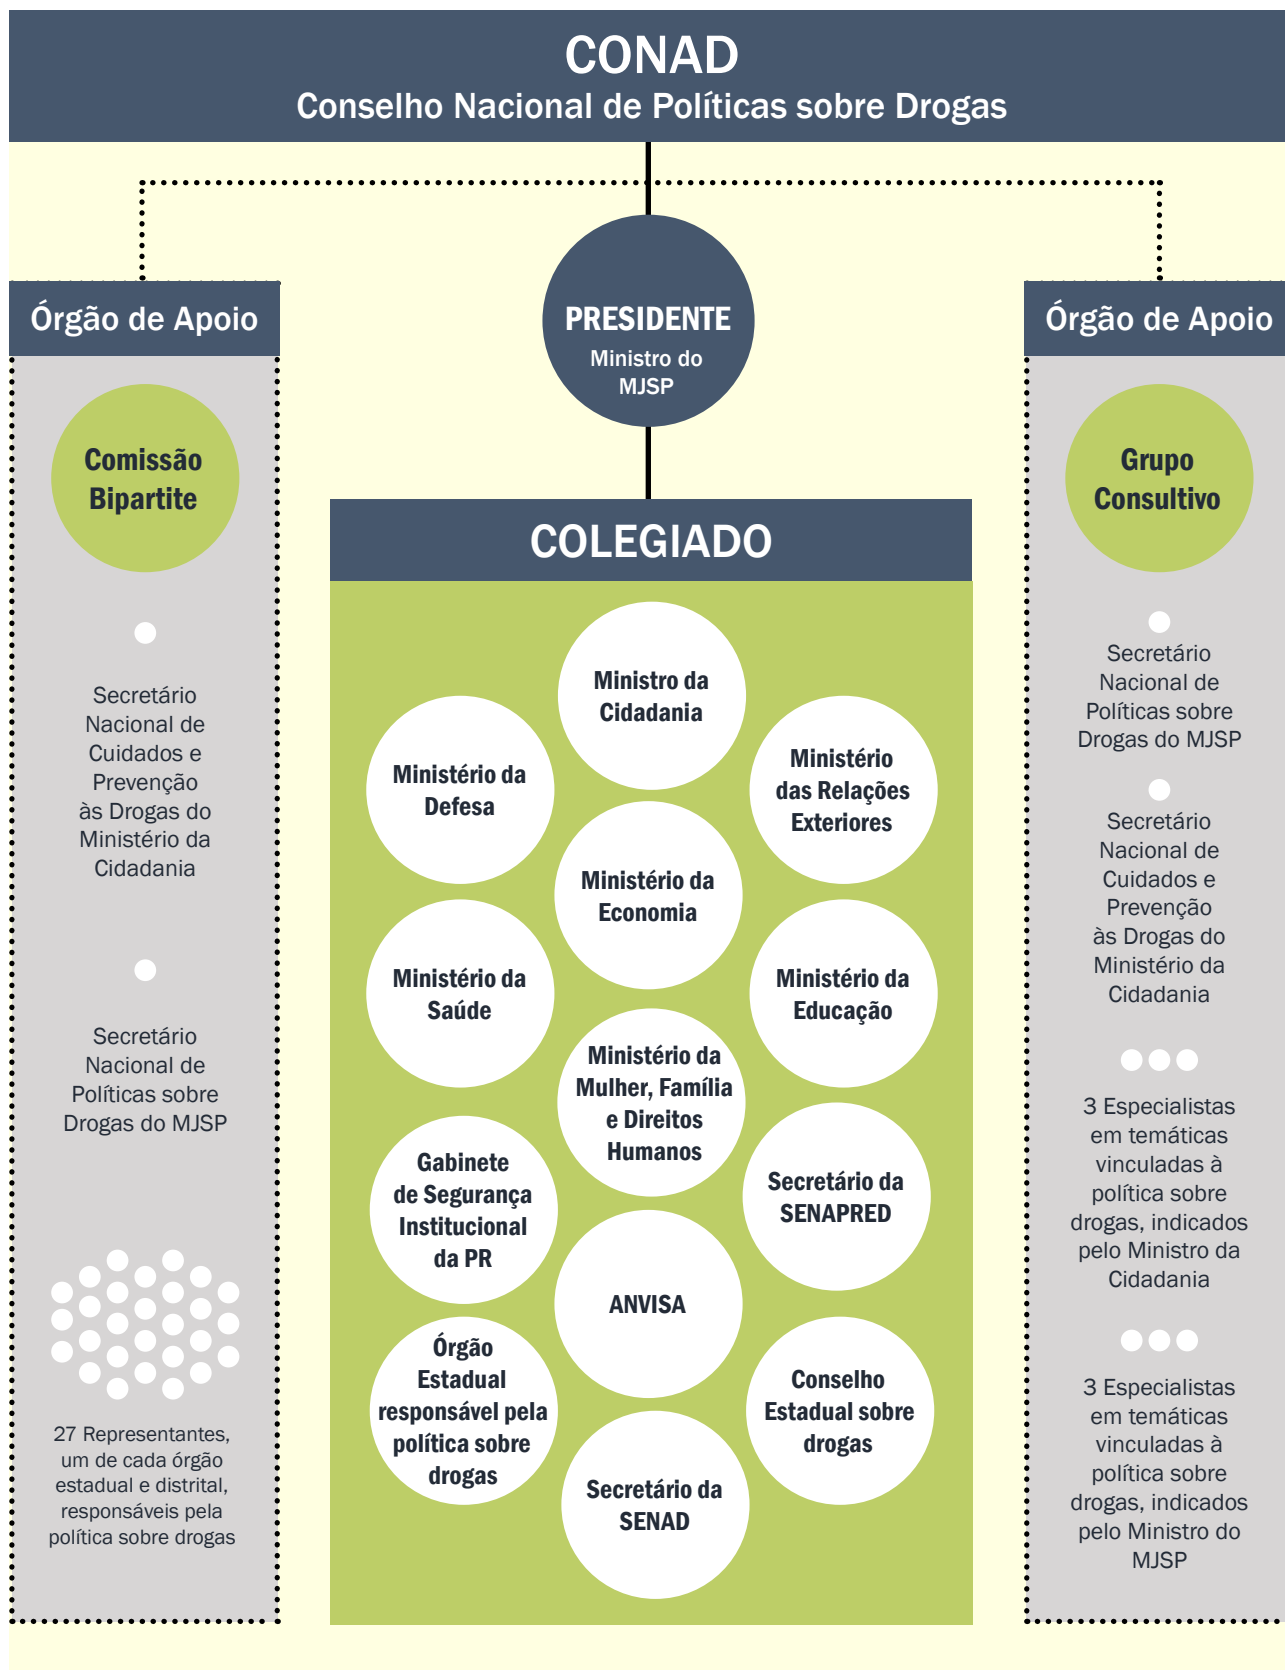 CONAD
Conselho Nacional de Políticas sobre Drogas
PRESIDENTE
Ministro do
MJSP
Órgão de Apoio
Comissão
Bipartite
Secretário
Nacional de
Cuidados e
Prevenção
às Drogas do
Ministério da
Cidadania
Secretário
Nacional de
Políticas sobre
Drogas do MJSP
27 Representantes,
um de cada órgão
estadual e distrital,
responsáveis pela
política sobre drogas
COLEGIADO
Ministro da
Cidadania
Ministério da
Defesa
Ministério
das Relações
Exteriores
Ministério da
Economia
Ministério da
Saúde
Ministério da
Educação
Ministério da
Mulher, Família
e Direitos
Humanos
Gabinete
de Segurança
Institucional
da PR
Secretário da
SENAPRED
ANVISA
Órgão
Estadual
responsável pela
política sobre
drogas
Conselho
Estadual sobre
drogas
Secretário da
SENAD
Órgão de Apoio
Grupo
Consultivo
Secretário
Nacional de
Políticas sobre
Drogas do MJSP
Secretário
Nacional de
Cuidados e
Prevenção
às Drogas do
Ministério da
Cidadania
3 Especialistas
em temáticas
vinculadas à
política sobre
drogas, indicados
pelo Ministro da
Cidadania
3 Especialistas
em temáticas
vinculadas à
política sobre
drogas, indicados
pelo Ministro do
MJSP